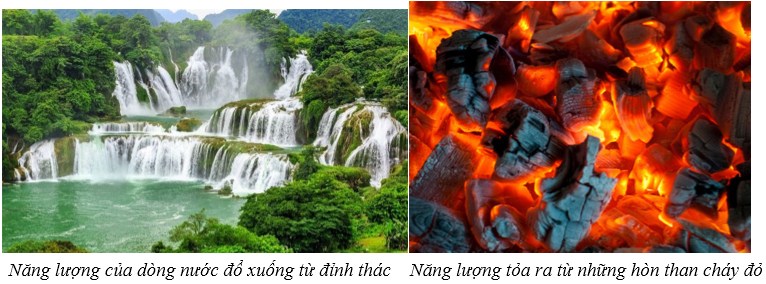 Năng lượng của dòng nước đổ xuống từ đỉnh thác
Năng lượng tỏa ra từ những hòn than cháy đỏ